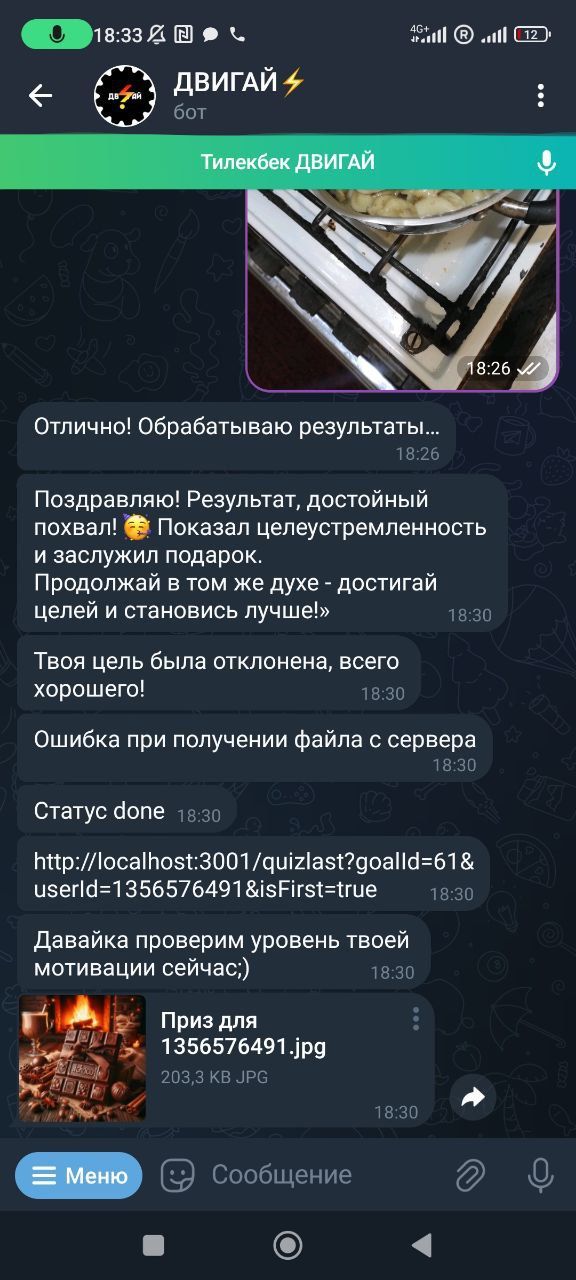 18:33
4G+
R
12
ДВИГАЙ⚡
ДВ ГАЙ
бот
Тилекбек ДВИГАЙ
18:26
Отлично! Обрабатываю результаты...
18:26
Поздравляю! Результат, достойный
похвал!🥳 Показал целеустремленность
и заслужил подарок.
Продолжай в том же духе - достигай
целей и становись лучше!»
18:30
Твоя цель была отклонена, всего
хорошего!
18:30
Ошибка при получении файла с сервера
18:30
Статус done
18:30
http://localhost:3001/quizlast?goalId=61&
userId=1356576491&isFirst=true
18:30
Давайка проверим уровень твоей
мотивации сейчас;)
18:30
Приз для
1356576491.jpg
203,3 KB JPG
18:30
Меню
Сообщение